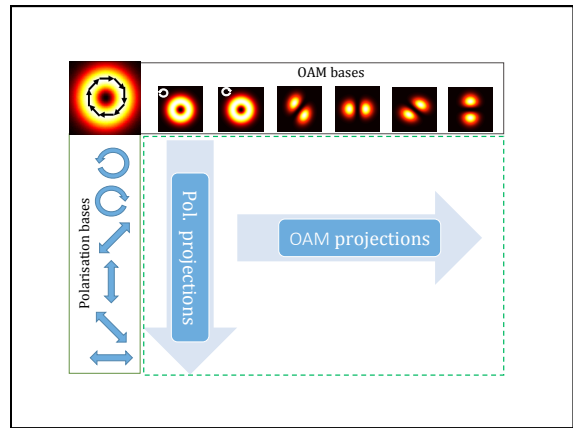 OAM bases
Polarisation bases
Pol. projections
OAM projections